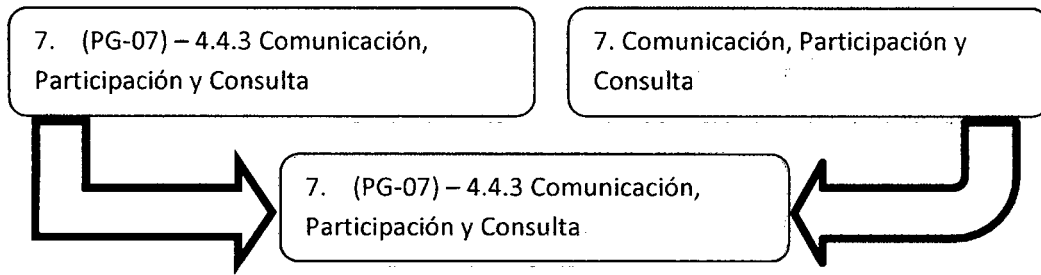 7. (PG-07) – 4.4.3 Comunicación,
Participación y Consulta
7. Comunicación, Participación y
Consulta
7. (PG-07) – 4.4.3 Comunicación,
Participación y Consulta